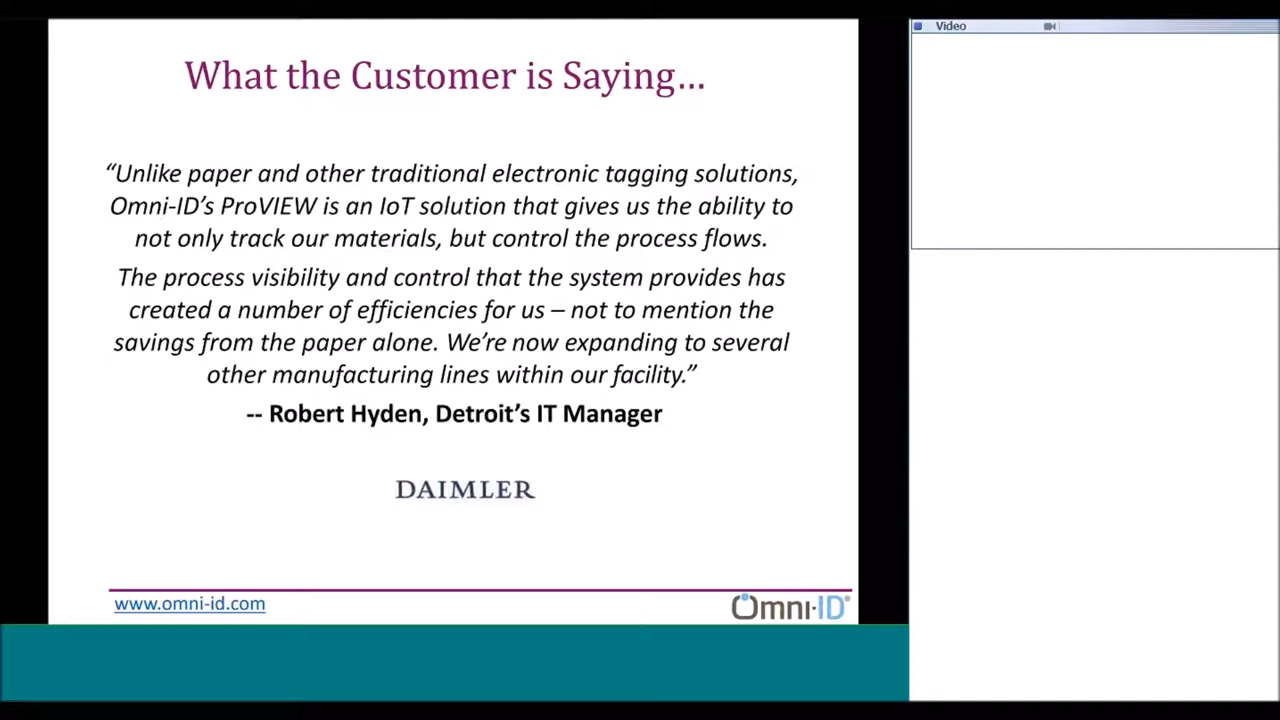 What the Customer is Saying...
“Unlike paper and other traditional electronic tagging solutions,
Omni-ID’s ProVIEW is an IoT solution that gives us the ability to
not only track our materials, but control the process flows.
The process visibility and control that the system provides has
created a number of efficiencies for us – not to mention the
savings from the paper alone. We’re now expanding to several
other manufacturing lines within our facility.”
-- Robert Hyden, Detroit’s IT Manager
DAIMLER
www.omni-id.com
Omni-ID®
Video